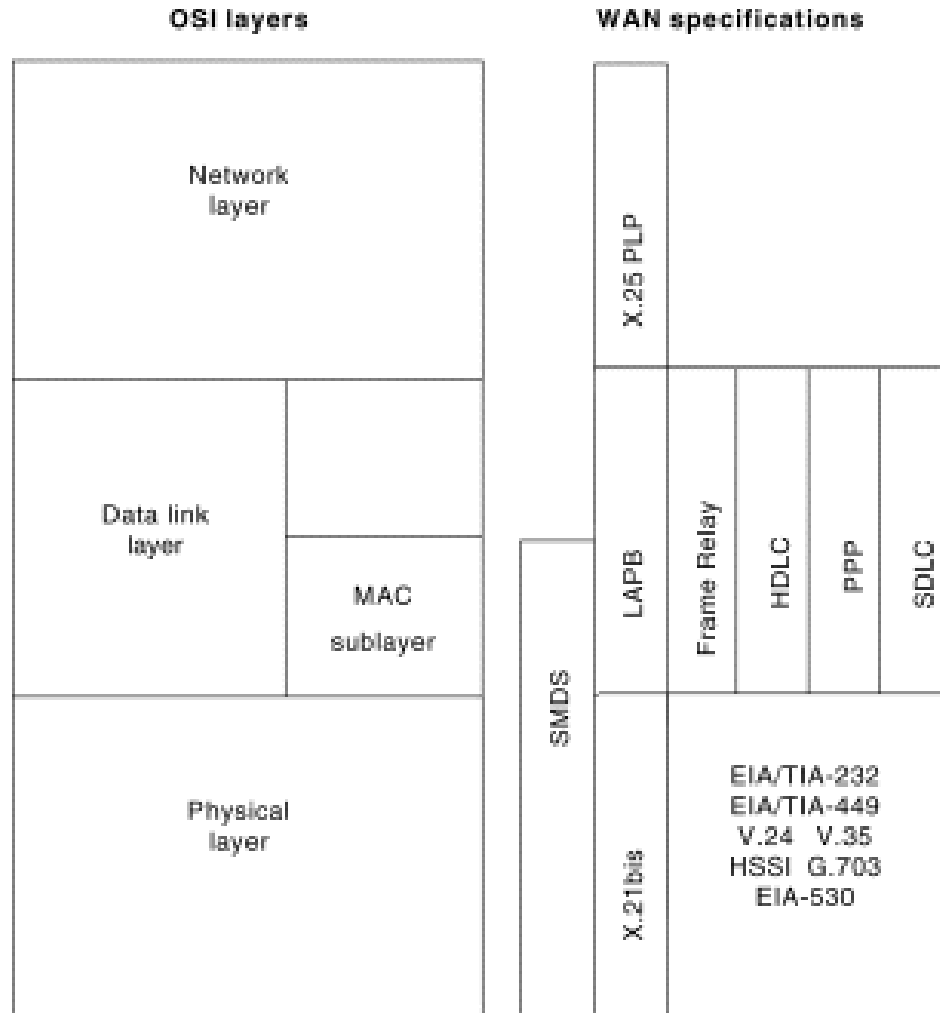 OSI layers
WAN specifications
Network
layer
X.25 PLP
Data link
layer
MAC
sublayer
SMDS
LAPB
Frame Relay
HDLC
PPP
SDLC
Physical
layer
X.21bis
EIA/TIA-232
EIA/TIA-449
V.24 V.35
HSSI G.703
EIA-530